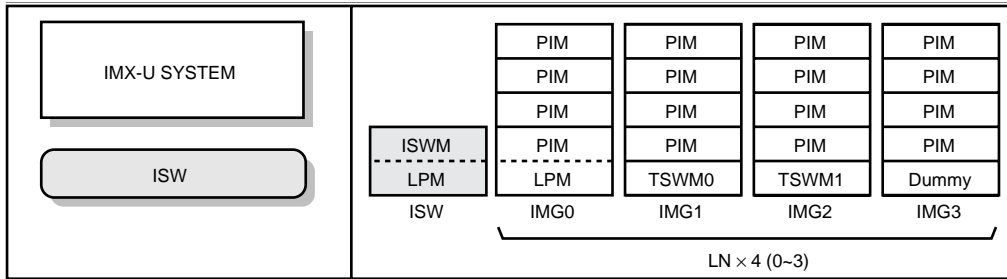 IMX-U SYSTEM
ISW
PIM PIM PIM PIM
PIM PIM PIM PIM
PIM PIM PIM PIM
ISWM PIM PIM PIM PIM
LPM LPM TSWM0 TSWM1 Dummy
ISW IMG0 IMG1 IMG2 IMG3
LN × 4 (0~3)